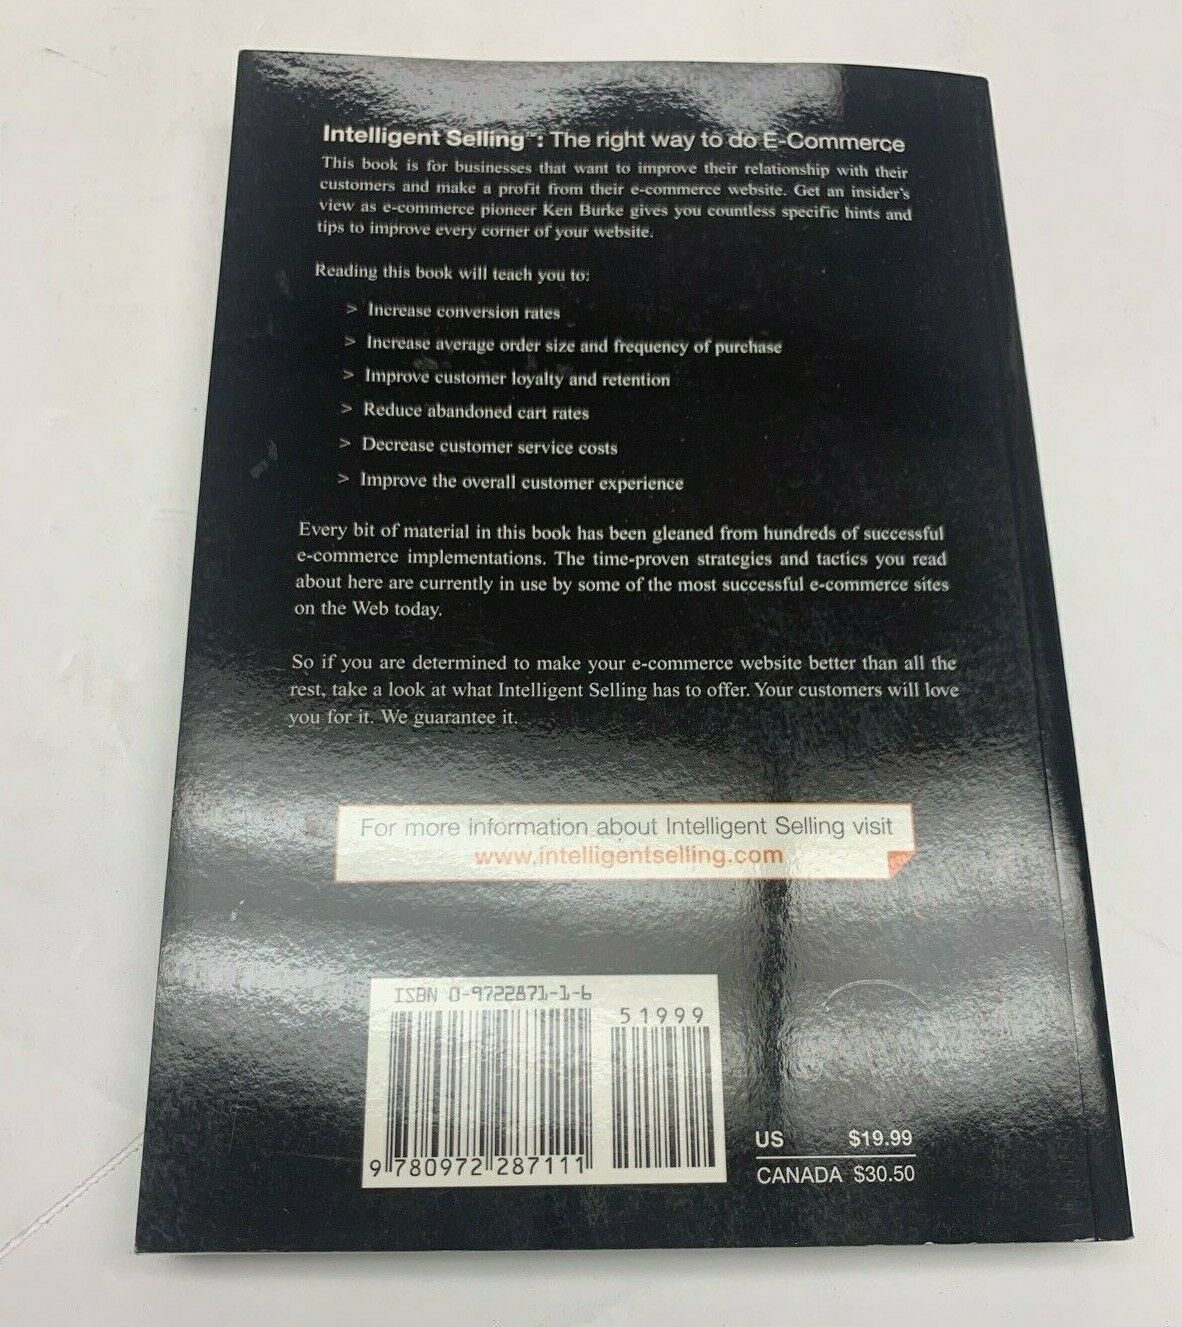 Intelligent Selling™: The right way to do E-Commerce
This book is for businesses that want to improve their relationship with their
customers and make a profit from their e-commerce website. Get an insider's
view as e-commerce pioneer Ken Burke gives you countless specific hints and
tips to improve every corner of your website.
Reading this book will teach you to:
> Increase conversion rates
> Increase average order size and frequency of purchase
> Improve customer loyalty and retention
> Reduce abandoned cart rates
> Decrease customer service costs
> Improve the overall customer experience
Every bit of material in this book has been gleaned from hundreds of successful
e-commerce implementations. The time-proven strategies and tactics you read
about here are currently in use by some of the most successful e-commerce sites
on the Web today.
So if you are determined to make your e-commerce website better than all the
rest, take a look at what Intelligent Selling has to offer. Your customers will love
you for it. We guarantee it.
For more information about Intelligent Selling visit
www.intelligentselling.com
ISBN 0-9722871-1-6
51999
9 780972 287111
US $19.99
CANADA $30.50